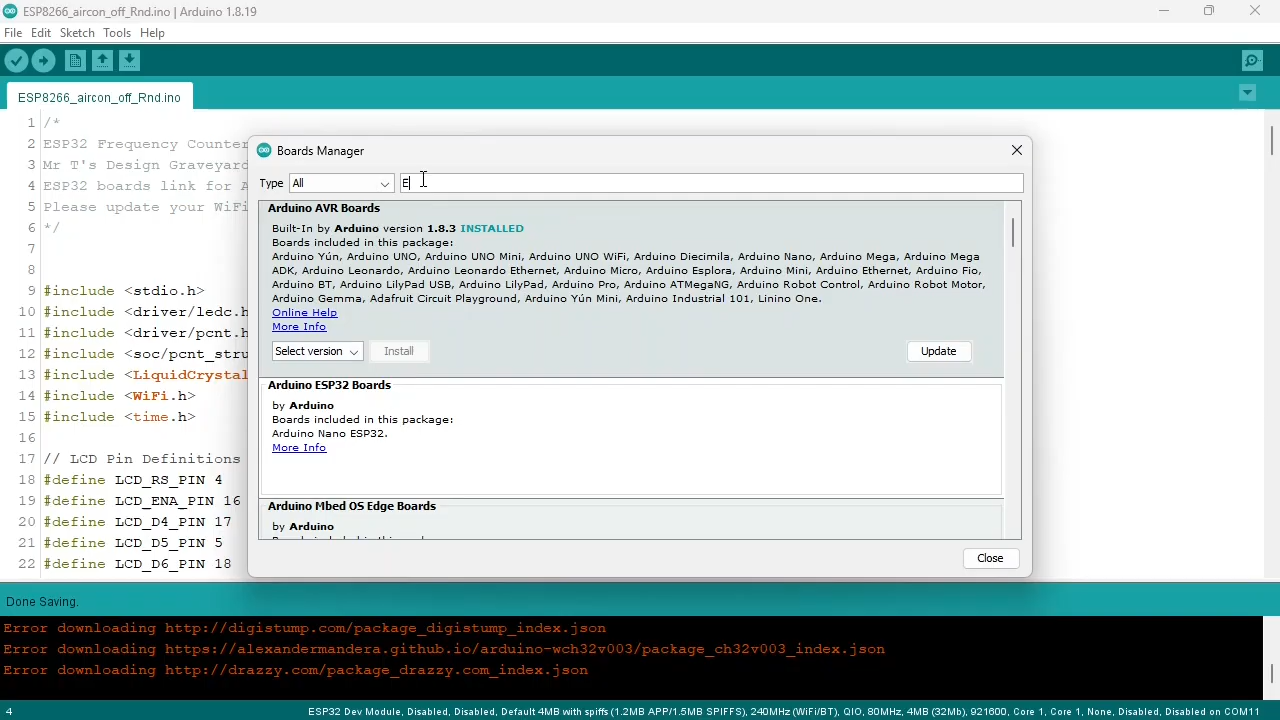 ESP8266_aircon_off_Rnd.ino | Arduino 1.8.19
File Edit Sketch Tools Help
ESP8266_aircon_off_Rnd.ino
1 /*
2 ESP32 Frequency Counter
3 Mr T's Design Graveyard
4 ESP32 boards link for A
5 Please update your WiFi
6 */
7
8
9 #include <stdio.h>
10 #include <driver/ledc.h
11 #include <driver/pcnt.h
12 #include <soc/pcnt_stru
13 #include <LiquidCrystal
14 #include <WiFi.h>
15 #include <time.h>
16
17 // LCD Pin Definitions
18 #define LCD_RS_PIN 4
19 #define LCD_ENA_PIN 16
20 #define LCD_D4_PIN 17
21 #define LCD_D5_PIN 5
22 #define LCD_D6_PIN 18
Boards Manager
Type All E
Arduino AVR Boards
Built-In by Arduino version 1.8.3 INSTALLED
Boards included in this package:
Arduino Yún, Arduino UNO, Arduino UNO Mini, Arduino UNO WiFi, Arduino Diecimila, Arduino Nano, Arduino Mega, Arduino Mega
ADK, Arduino Leonardo, Arduino Leonardo Ethernet, Arduino Micro, Arduino Esplora, Arduino Mini, Arduino Ethernet, Arduino Fio,
Arduino BT, Arduino LilyPad USB, Arduino LilyPad, Arduino Pro, Arduino ATMegaNG, Arduino Robot Control, Arduino Robot Motor,
Arduino Gemma, Adafruit Circuit Playground, Arduino Yún Mini, Arduino Industrial 101, Linino One.
Online Help
More Info
Select version Install Update
Arduino ESP32 Boards
by Arduino
Boards included in this package:
Arduino Nano ESP32.
More Info
Arduino Mbed OS Edge Boards
by Arduino
Close
Done Saving.
Error downloading http://digistump.com/package_digistump_index.json
Error downloading https://alexandermandera.github.io/arduino-wch32v003/package_ch32v003_index.json
Error downloading http://drazzy.com/package_drazzy.com_index.json
4 ESP32 Dev Module, Disabled, Disabled, Default 4MB with spiffs (1.2MB APP/1.5MB SPIFFS), 240MHz (WiFi/BT), QIO, 80MHz, 4MB (32Mb), 921600, Core 1, Core 1, None, Disabled, Disabled on COM11